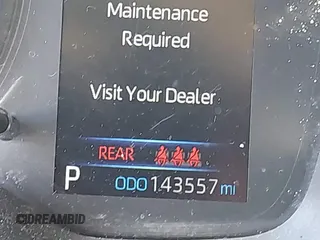 Maintenance
Required
Visit Your Dealer
REAR
P ODO 143557 mi
DREAMBID